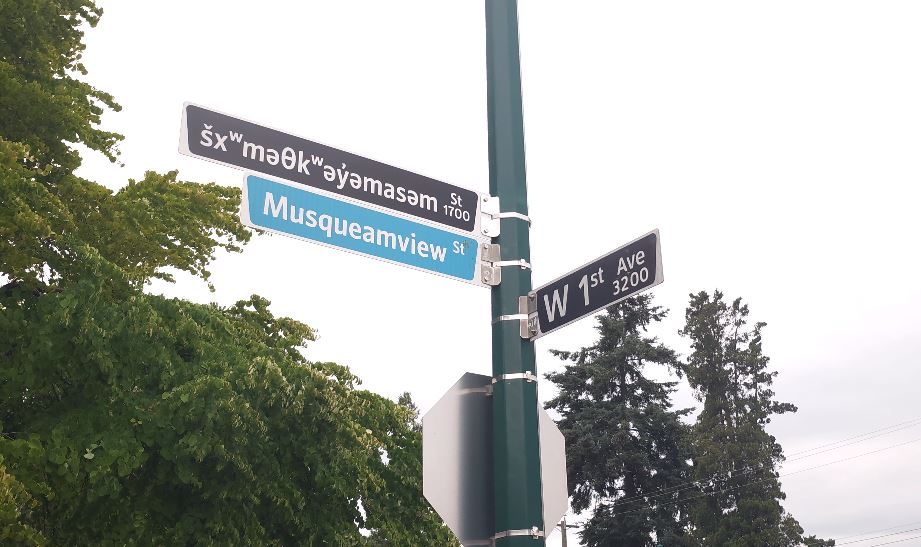 šxʷməθkʷəy̓əmasəm St 1700
Musqueamview St
W 1st Ave 3200